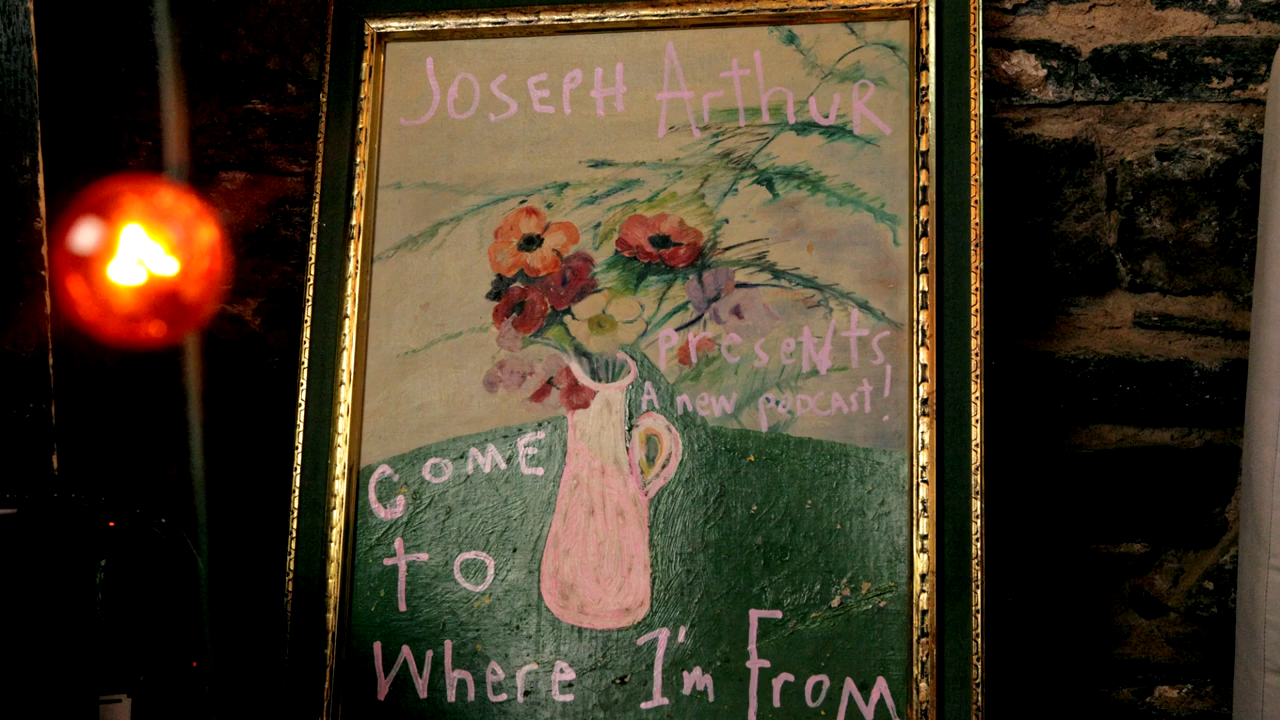 JOSEPH ArthUR
preseNts
A new podcast!
COME
to
Where I'm From